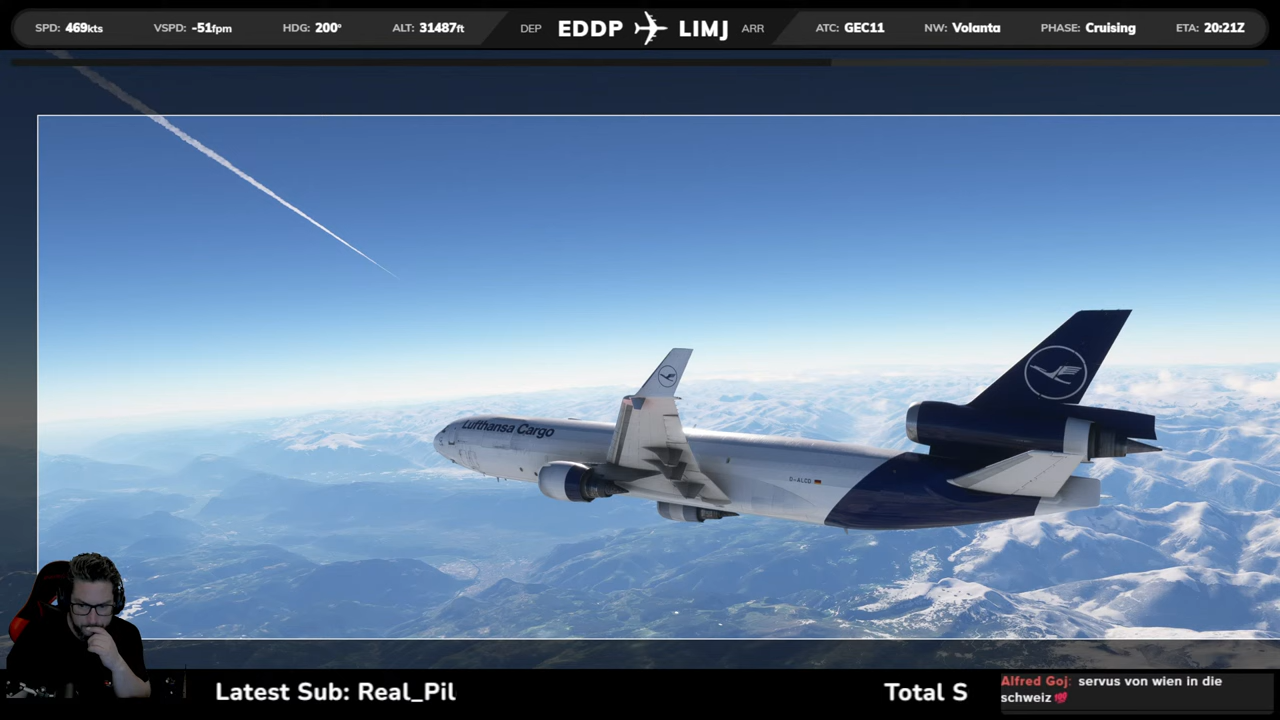 SPD: 469kts VSPD: -51fpm HDG: 200° ALT: 31487ft DEP EDDP LIMJ ARR ATC: GEC11 NW: Volanta PHASE: Cruising ETA: 20:21Z
Lufthansa Cargo
D-ALCD
Latest Sub: Real_Pil
Total S
Alfred Goj: servus von wien in die
schweiz 💯